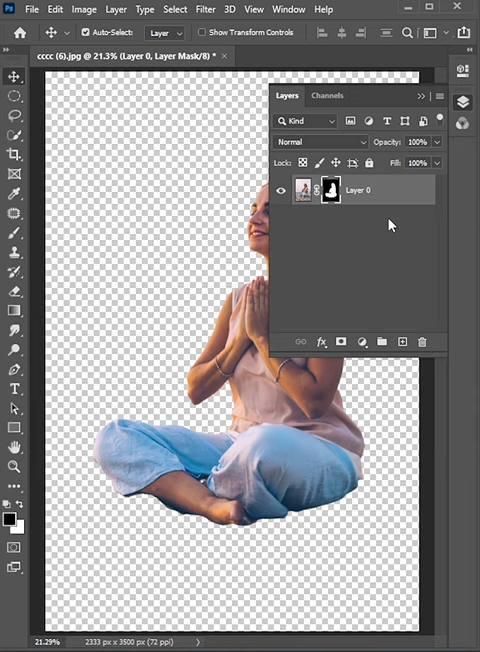 Ps
File Edit Image Layer Type Select Filter 3D View Window Help
Auto-Select: Layer Show Transform Controls
cccc (6).jpg @ 21.3% (Layer 0, Layer Mask/8) * ×
Layers Channels
Kind
Normal Opacity: 100%
Lock: Fill: 100%
Layer 0
fx
T
21.29% 2333 px x 3500 px (72 ppi)